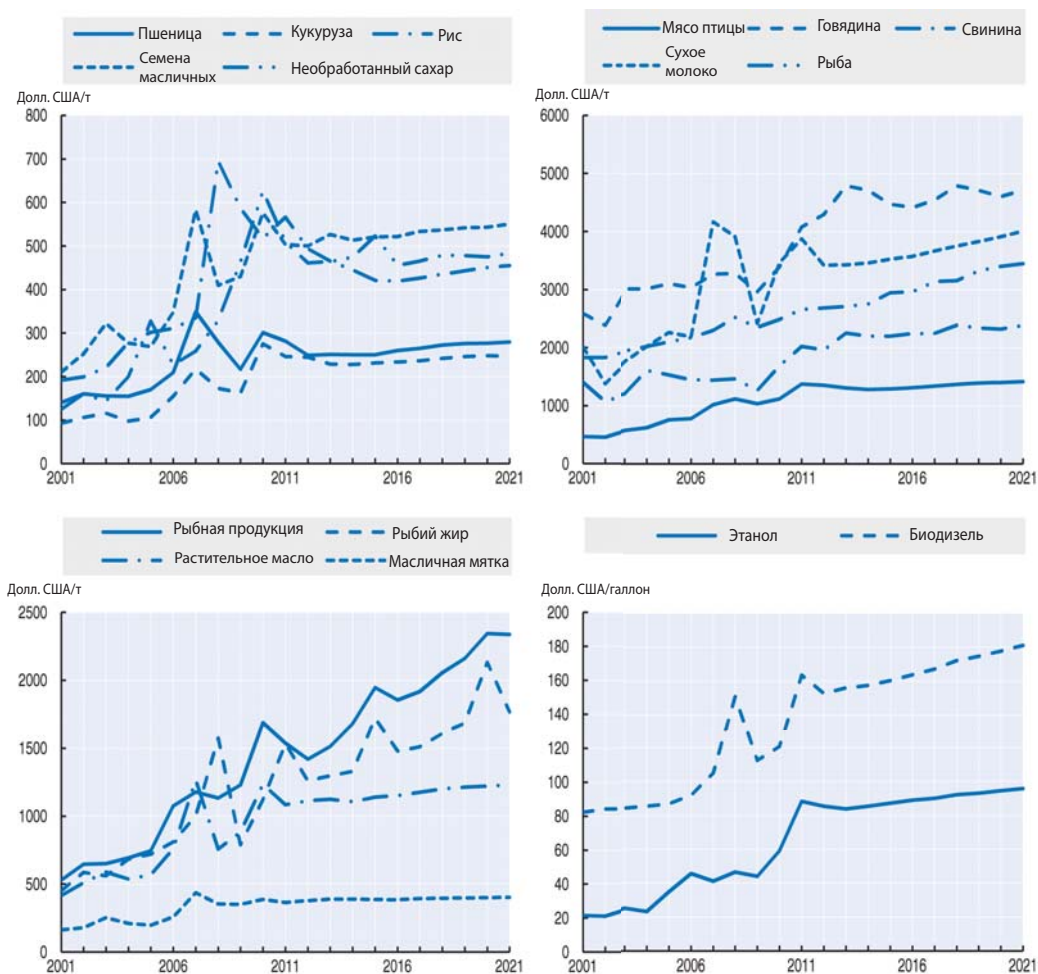 Пшеница Кукуруза Рис
Семена масличных Необработанный сахар
Долл. США/т
800
700
600
500
400
300
200
100
0
2001 2006 2011 2016 2021
Мясо птицы Говядина Свинина
Сухое молоко Рыба
Долл. США/т
6000
5000
4000
3000
2000
1000
0
2001 2006 2011 2016 2021
Рыбная продукция Рыбий жир
Растительное масло Масличная мятка
Долл. США/т
2500
2000
1500
1000
500
0
2001 2006 2011 2016 2021
Этанол Биодизель
Долл. США/галлон
200
180
160
140
120
100
80
60
40
20
0
2001 2006 2011 2016 2021